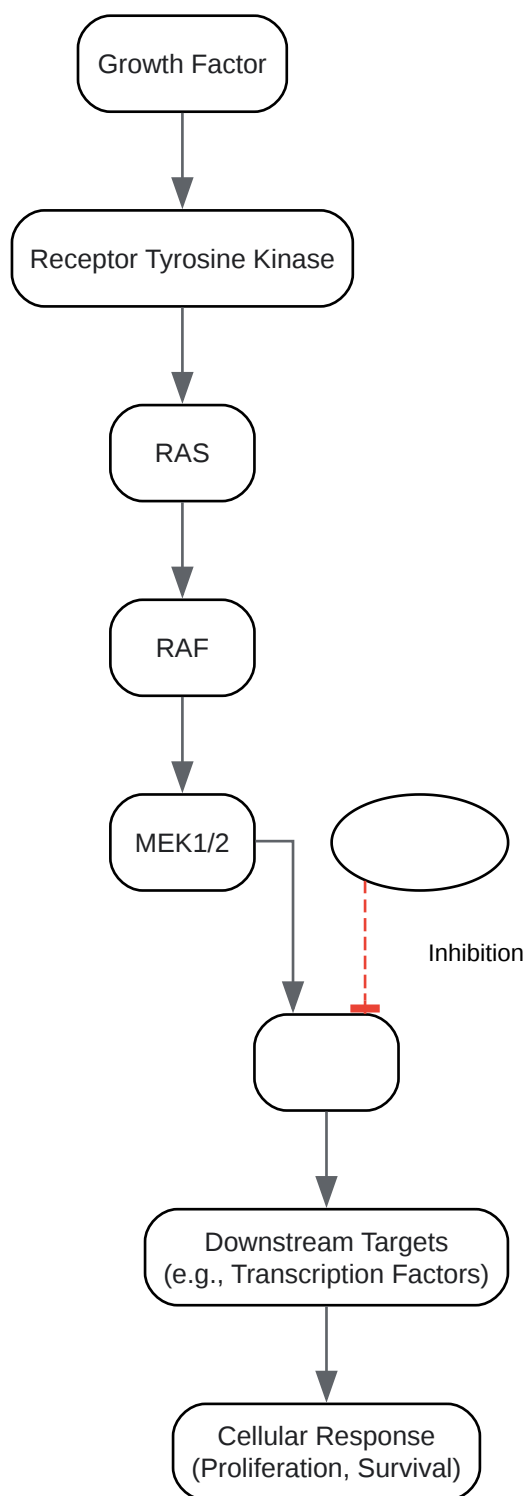 Growth Factor
Receptor Tyrosine Kinase
RAS
RAF
MEK1/2
Inhibition
Downstream Targets
(e.g., Transcription Factors)
Cellular Response
(Proliferation, Survival)